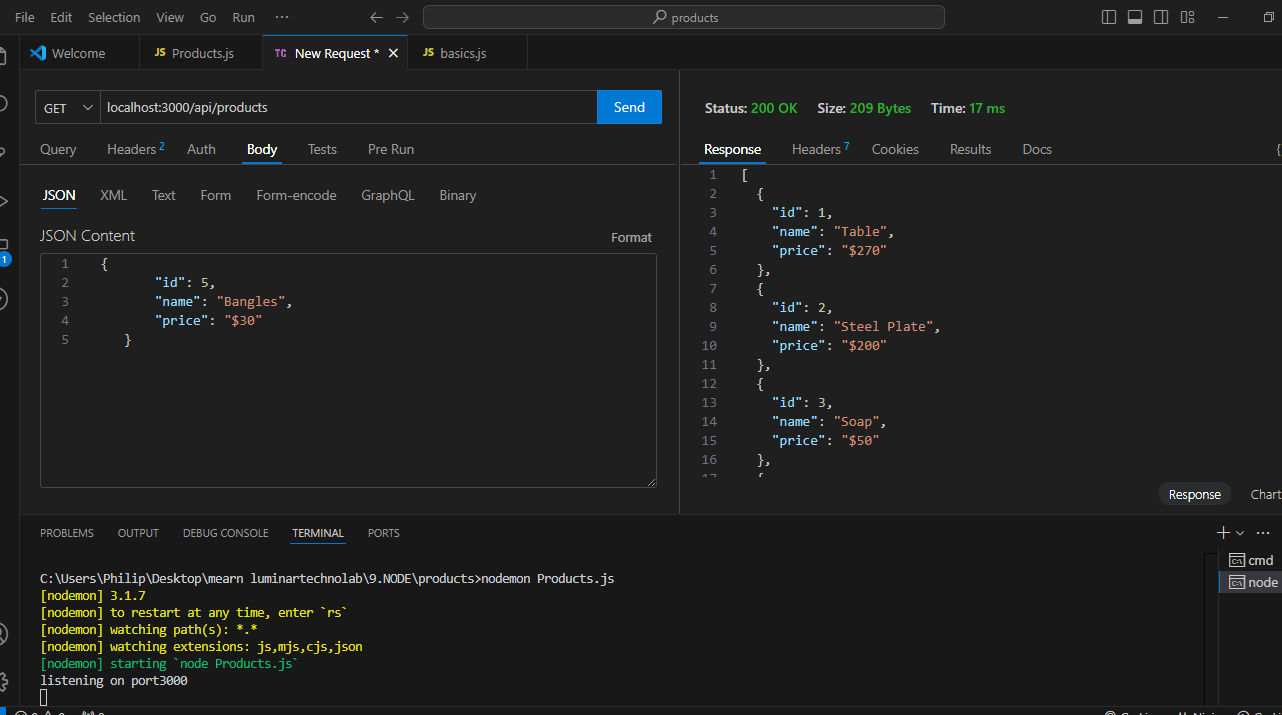 File Edit Selection View Go Run ··· products
Welcome JS Products.js TC New Request * JS basics.js
GET localhost:3000/api/products Send
Query Headers 2 Auth Body Tests Pre Run
JSON XML Text Form Form-encode GraphQL Binary
JSON Content Format
1 {
2 "id": 5,
3 "name": "Bangles",
4 "price": "$30"
5 }
Status: 200 OK Size: 209 Bytes Time: 17 ms
Response Headers 7 Cookies Results Docs {
1 [
2 {
3 "id": 1,
4 "name": "Table",
5 "price": "$270"
6 },
7 {
8 "id": 2,
9 "name": "Steel Plate",
10 "price": "$200"
11 },
12 {
13 "id": 3,
14 "name": "Soap",
15 "price": "$50"
16 },
17 {
Response Chart
1
PROBLEMS OUTPUT DEBUG CONSOLE TERMINAL PORTS
C:\Users\Philip\Desktop\mearn luminartechnolab\9.NODE\products>nodemon Products.js
[nodemon] 3.1.7
[nodemon] to restart at any time, enter `rs`
[nodemon] watching path(s): *.*
[nodemon] watching extensions: js,mjs,cjs,json
[nodemon] starting `node Products.js`
listening on port3000
cmd
node